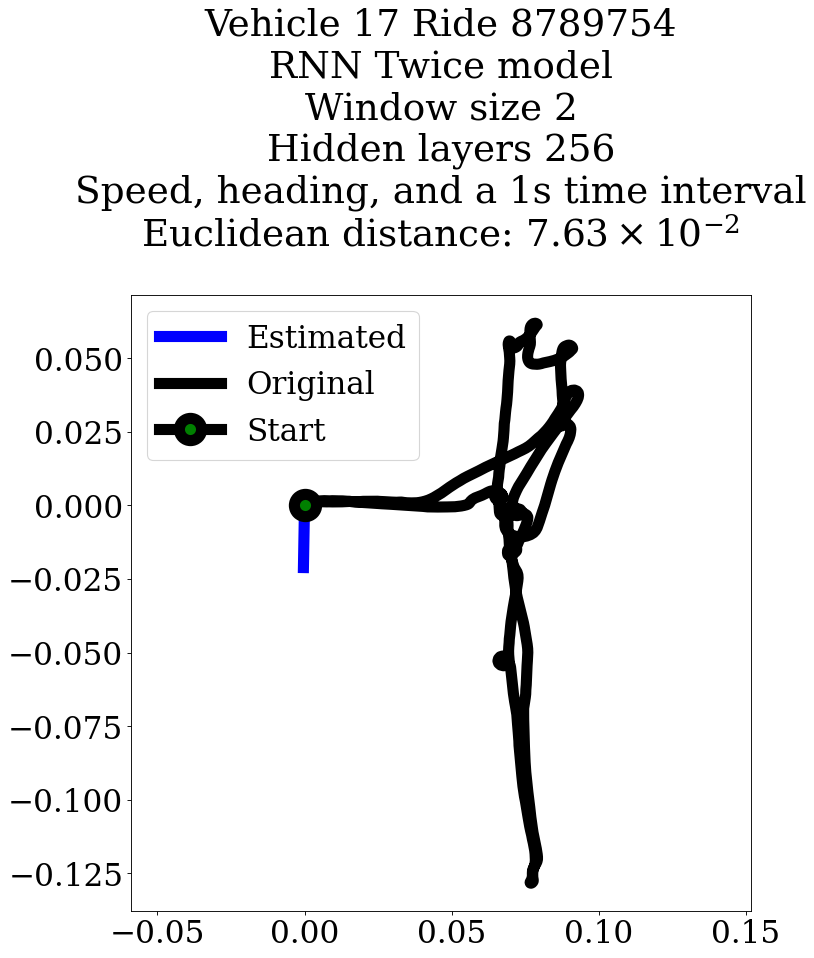 Vehicle 17 Ride 8789754
RNN Twice model
Window size 2
Hidden layers 256
Speed, heading, and a 1s time interval
Euclidean distance: 7.63 × 10⁻²
Estimated
Original
Start
0.050
0.025
0.000
−0.025
−0.050
−0.075
−0.100
−0.125
−0.05 0.00 0.05 0.10 0.15